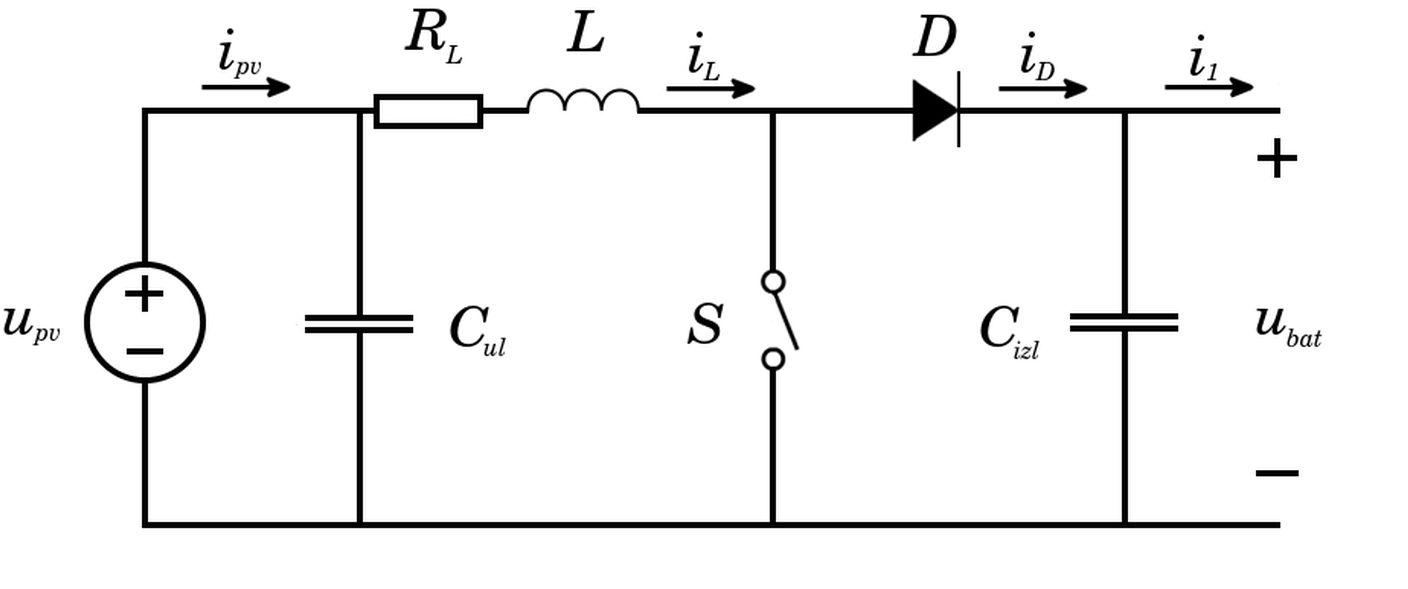 i_pv R_L L i_L D i_D i_1
+
u_pv + − C_ul S C_izl u_bat
−